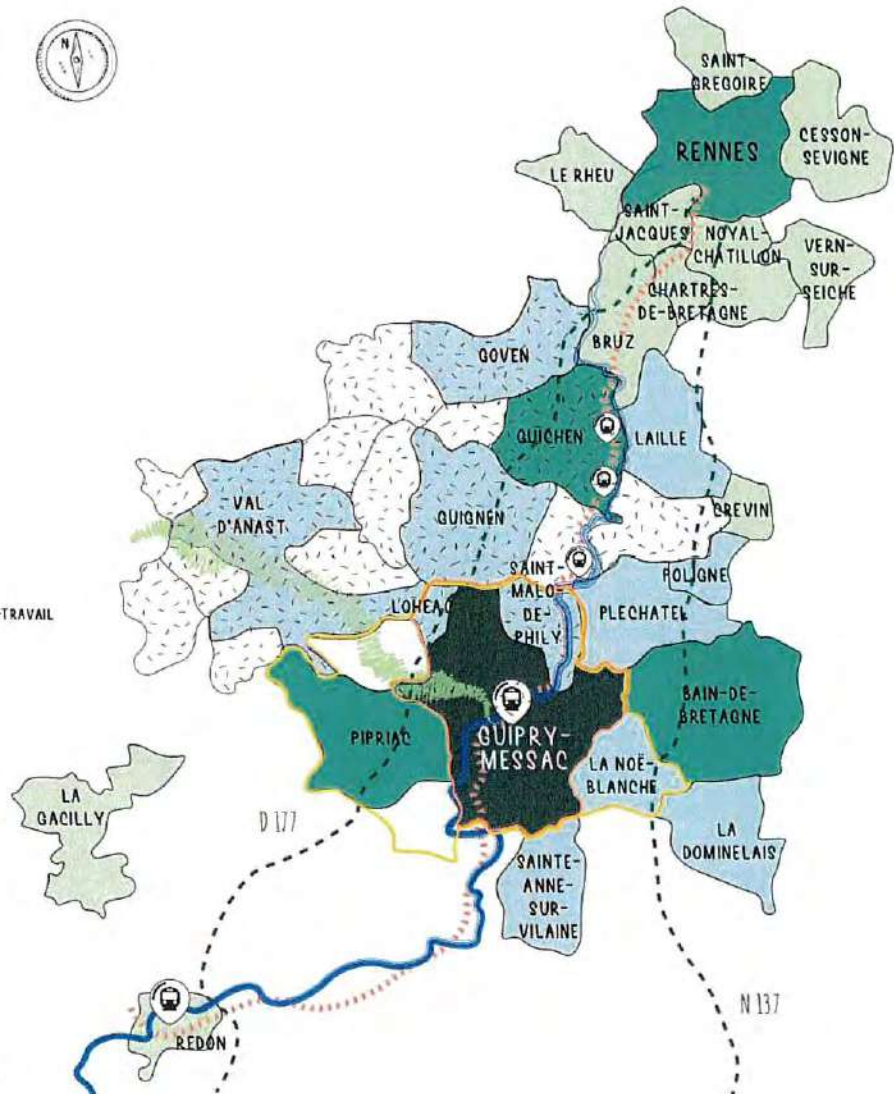 N
SAINT-
GREGOIRE
RENNES
CESSON-
SEVIGNE
LE RHEU
SAINT-
JACQUES
NOYAL-
CHATILLON
VERN-
SUR-
SEICHE
CHARTRES-
DE-BRETAGNE
BRUZ
GOVEN
GUICHEN
LAILLE
VAL
D'ANAST
GUIGNEN
CREVIN
SAINT-
MALO-
DE-
PHILY
POLIGNE
-TRAVAIL
LOHEAC
PLECHATEL
BAIN-DE-
BRETAGNE
PIPRIAC
GUIPRY-
MESSAC
LA NOË-
BLANCHE
LA
GACILLY
D 177
LA
DOMINELAIS
SAINTE-
ANNE-
SUR-
VILAINE
N 137
REDON